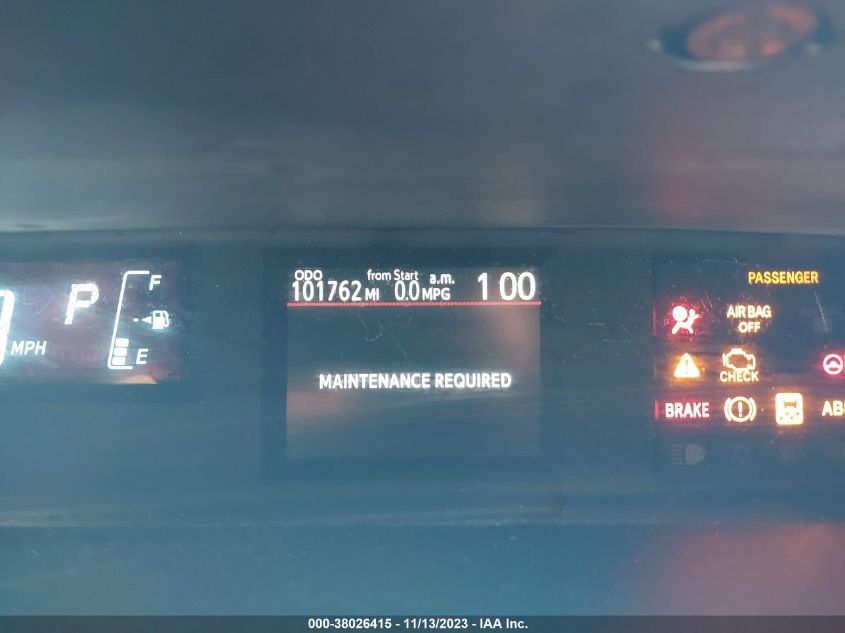 PASSENGER
ODO from Start a.m. 1 00
101762 MI 0.0 MPG
P F
AIR BAG
OFF
MPH E
CHECK
MAINTENANCE REQUIRED
BRAKE AB
000-38026415 - 11/13/2023 - IAA Inc.